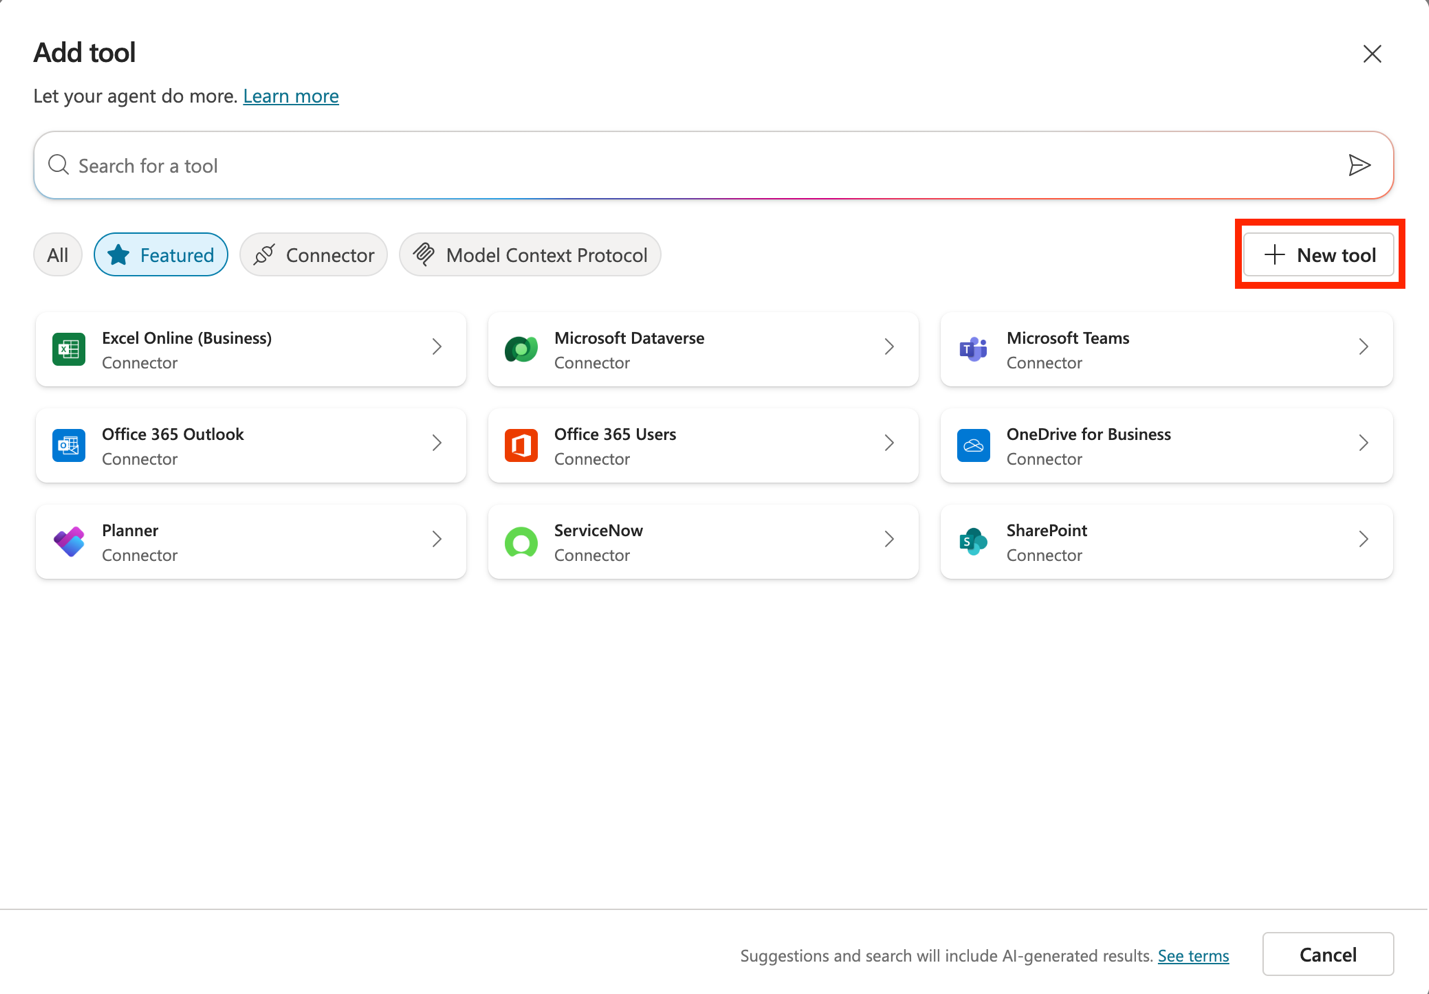 Add tool
Let your agent do more. Learn more
Search for a tool
All
Featured
Connector
Model Context Protocol
New tool
Excel Online (Business)
Connector
Microsoft Dataverse
Connector
Microsoft Teams
Connector
Office 365 Outlook
Connector
Office 365 Users
Connector
OneDrive for Business
Connector
Planner
Connector
ServiceNow
Connector
SharePoint
Connector
Suggestions and search will include AI-generated results. See terms
Cancel